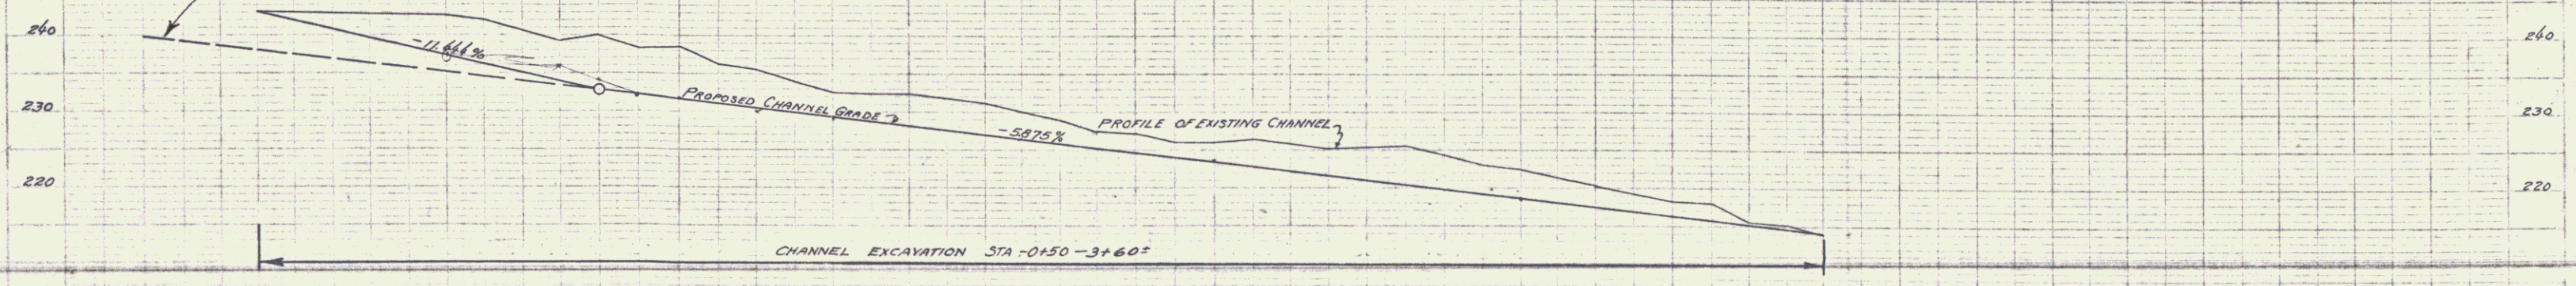 240
240
-11.666%
230
PROPOSED CHANNEL GRADE
230
-5.875%
PROFILE OF EXISTING CHANNEL
220
220
CHANNEL EXCAVATION STA -0+50 - 3+60±